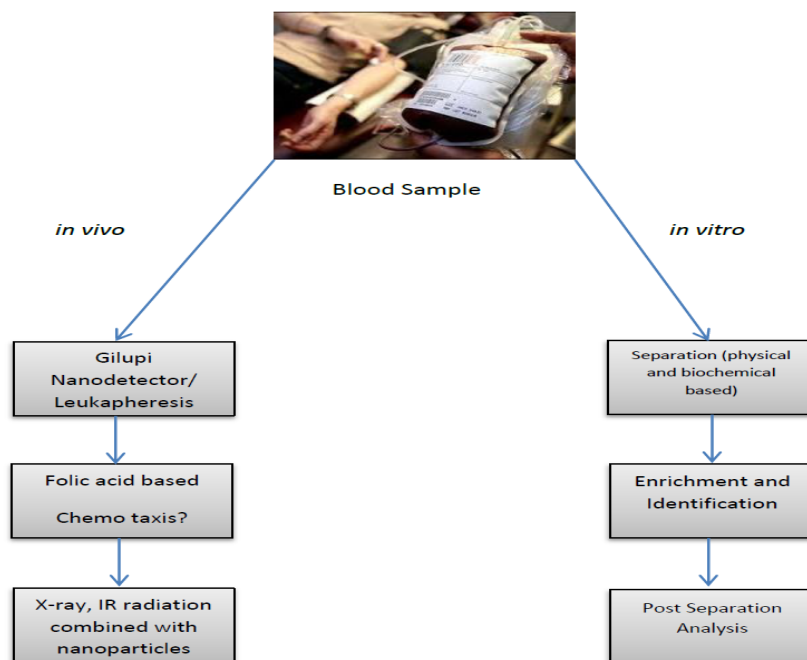 Blood Sample
in vivo
in vitro
Gilupi
Nanodetector/
Leukapheresis
Folic acid based
Chemo taxis?
X-ray, IR radiation
combined with
nanoparticles
Separation (physical
and biochemical
based)
Enrichment and
Identification
Post Separation
Analysis